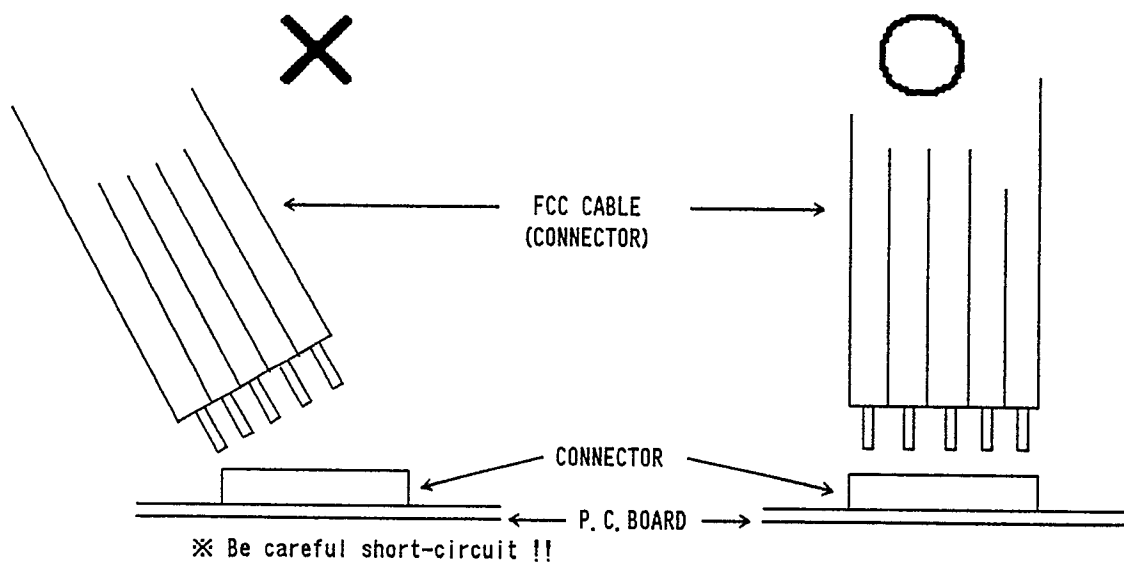 FCC CABLE
(CONNECTOR)
CONNECTOR
P. C. BOARD
※ Be careful short-circuit !!